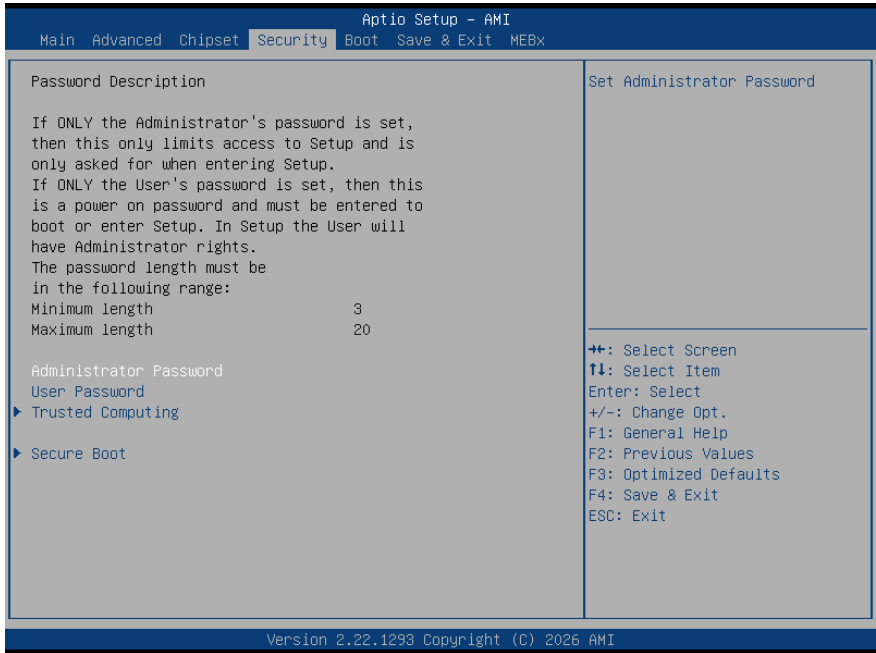 Aptio Setup – AMI
Main Advanced Chipset Security Boot Save & Exit MEBx
Password Description
If ONLY the Administrator's password is set,
then this only limits access to Setup and is
only asked for when entering Setup.
If ONLY the User's password is set, then this
is a power on password and must be entered to
boot or enter Setup. In Setup the User will
have Administrator rights.
The password length must be
in the following range:
Minimum length 3
Maximum length 20
Administrator Password
User Password
Trusted Computing
Secure Boot
Set Administrator Password
→←: Select Screen
↑↓: Select Item
Enter: Select
+/–: Change Opt.
F1: General Help
F2: Previous Values
F3: Optimized Defaults
F4: Save & Exit
ESC: Exit
Version 2.22.1293 Copyright (C) 2026 AMI